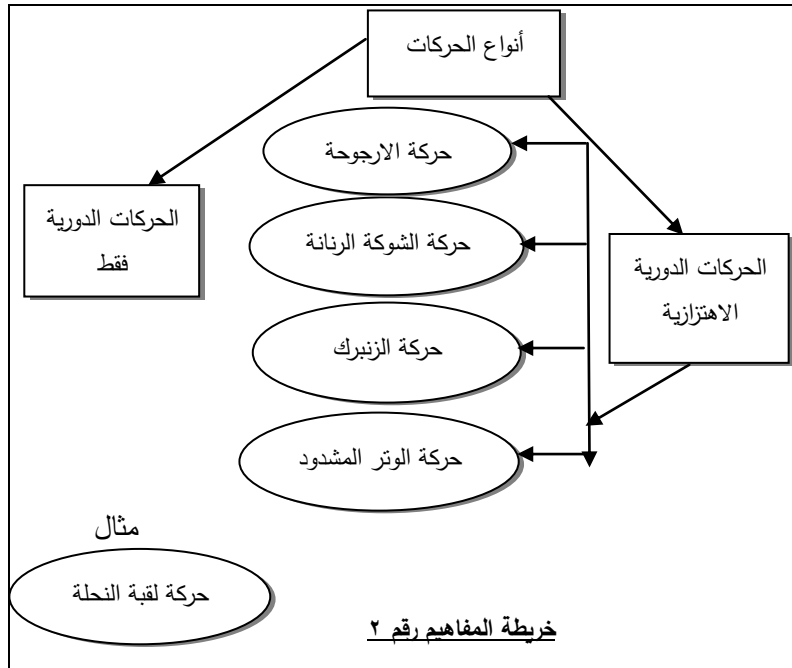 أنواع الحركات
حركة الارجوحة
الحركات الدورية
فقط
حركة الشوكة الرنانة
الحركات الدورية
الاهتزازية
حركة الزنبرك
حركة الوتر المشدود
مثال
حركة لقبة النحلة
خريطة المفاهيم رقم ٢